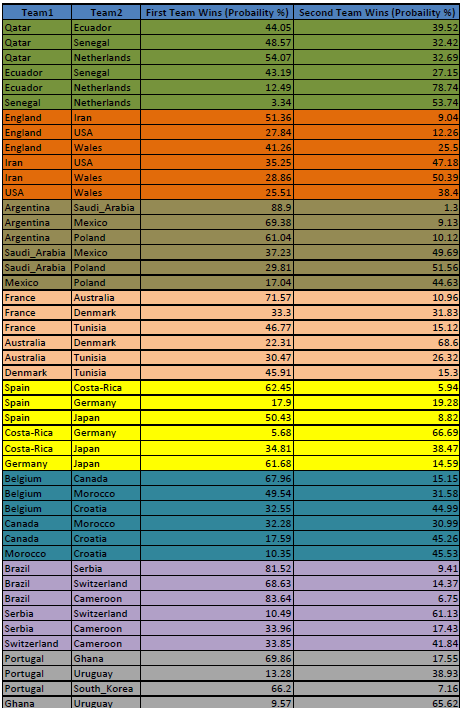 Team1 Team2 First Team Wins (Probaility %) Second Team Wins (Probaility %)
Qatar Ecuador 44.05 39.52
Qatar Senegal 48.57 32.42
Qatar Netherlands 54.07 32.69
Ecuador Senegal 43.19 27.15
Ecuador Netherlands 12.49 78.74
Senegal Netherlands 3.34 53.74
England Iran 51.36 9.04
England USA 27.84 12.26
England Wales 41.26 25.5
Iran USA 35.25 47.18
Iran Wales 28.86 50.39
USA Wales 25.51 38.4
Argentina Saudi_Arabia 88.9 1.3
Argentina Mexico 69.38 9.13
Argentina Poland 61.04 10.12
Saudi_Arabia Mexico 37.23 49.69
Saudi_Arabia Poland 29.81 51.56
Mexico Poland 17.04 44.63
France Australia 71.57 10.96
France Denmark 33.3 31.83
France Tunisia 46.77 15.12
Australia Denmark 22.31 68.6
Australia Tunisia 30.47 26.32
Denmark Tunisia 45.91 15.3
Spain Costa-Rica 62.45 5.94
Spain Germany 17.9 19.28
Spain Japan 50.43 8.82
Costa-Rica Germany 5.68 66.69
Costa-Rica Japan 34.81 38.47
Germany Japan 61.68 14.59
Belgium Canada 67.96 15.15
Belgium Morocco 49.54 31.58
Belgium Croatia 32.55 44.99
Canada Morocco 32.28 30.99
Canada Croatia 17.59 45.26
Morocco Croatia 10.35 45.53
Brazil Serbia 81.52 9.41
Brazil Switzerland 68.63 14.37
Brazil Cameroon 83.64 6.75
Serbia Switzerland 10.49 61.13
Serbia Cameroon 33.96 17.43
Switzerland Cameroon 33.85 41.84
Portugal Ghana 69.86 17.55
Portugal Uruguay 13.28 38.93
Portugal South_Korea 66.2 7.16
Ghana Uruguay 9.57 65.62